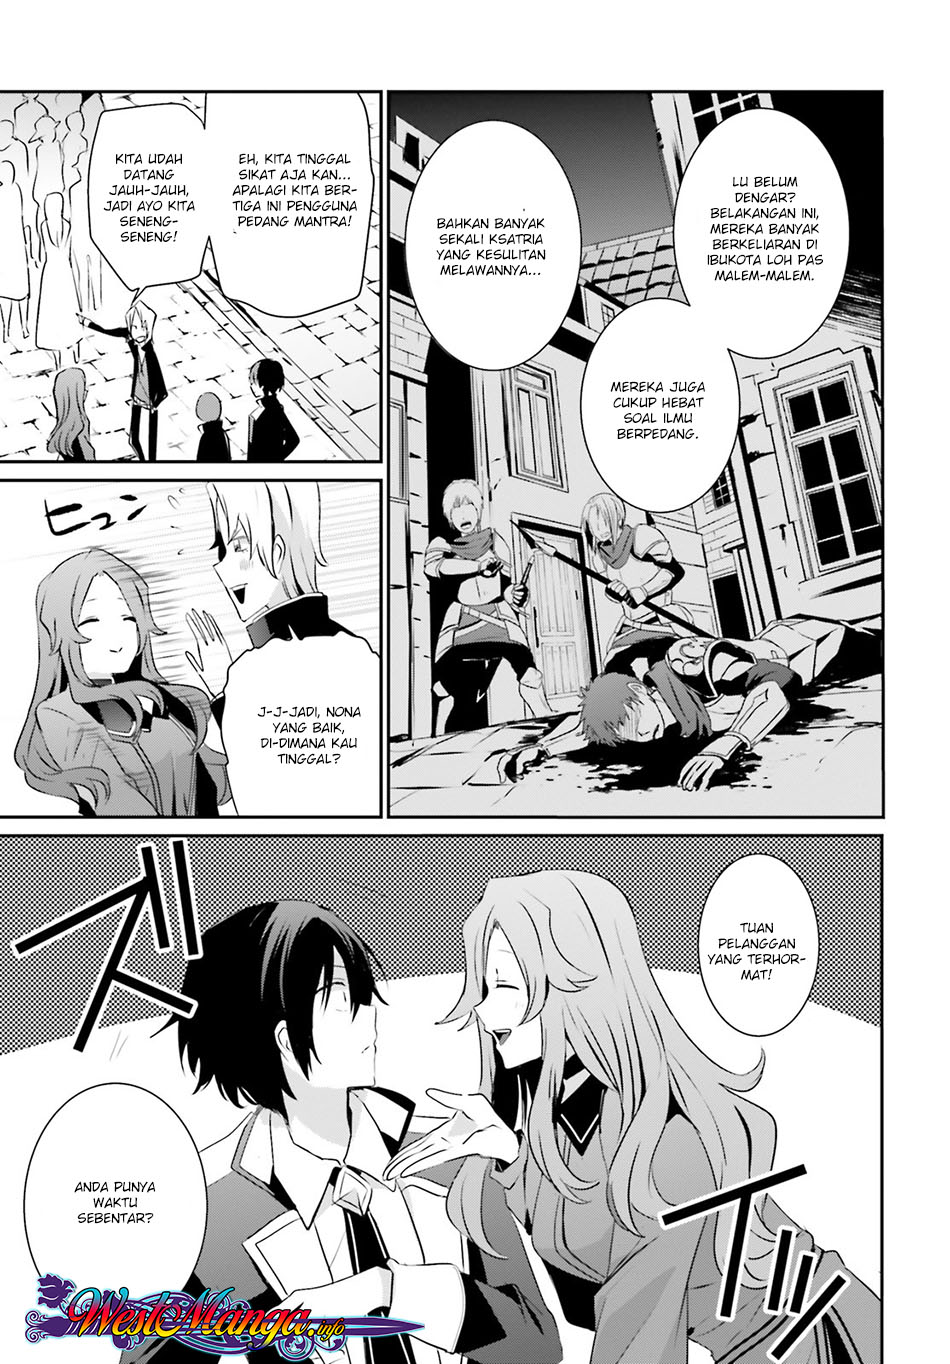 LU BELUM
DENGAR?
BELAKANGAN INI,
MEREKA BANYAK
BERKELIARAN DI
IBUKOTA LOH PAS
MALEM-MALEM.
MEREKA JUGA
CUKUP HEBAT
SOAL ILMU
BERPEDANG.
BAHKAN BANYAK
SEKALI KSATRIA
YANG KESULITAN
MELAWANNYA...
EH, KITA TINGGAL
SIKAT AJA KAN...
APALAGI KITA BER-
TIGA INI PENGGUNA
PEDANG MANTRA!
KITA UDAH
DATANG
JAUH-JAUH,
JADI AYO KITA
SENENG-
SENENG!
ヒュン
J-J-JADI, NONA
YANG BAIK,
DI-DIMANA KAU
TINGGAL?
TUAN
PELANGGAN
YANG TERHOR-
MAT!
ズズ
イッ
ANDA PUNYA
WAKTU
SEBENTAR?
WestManga.info